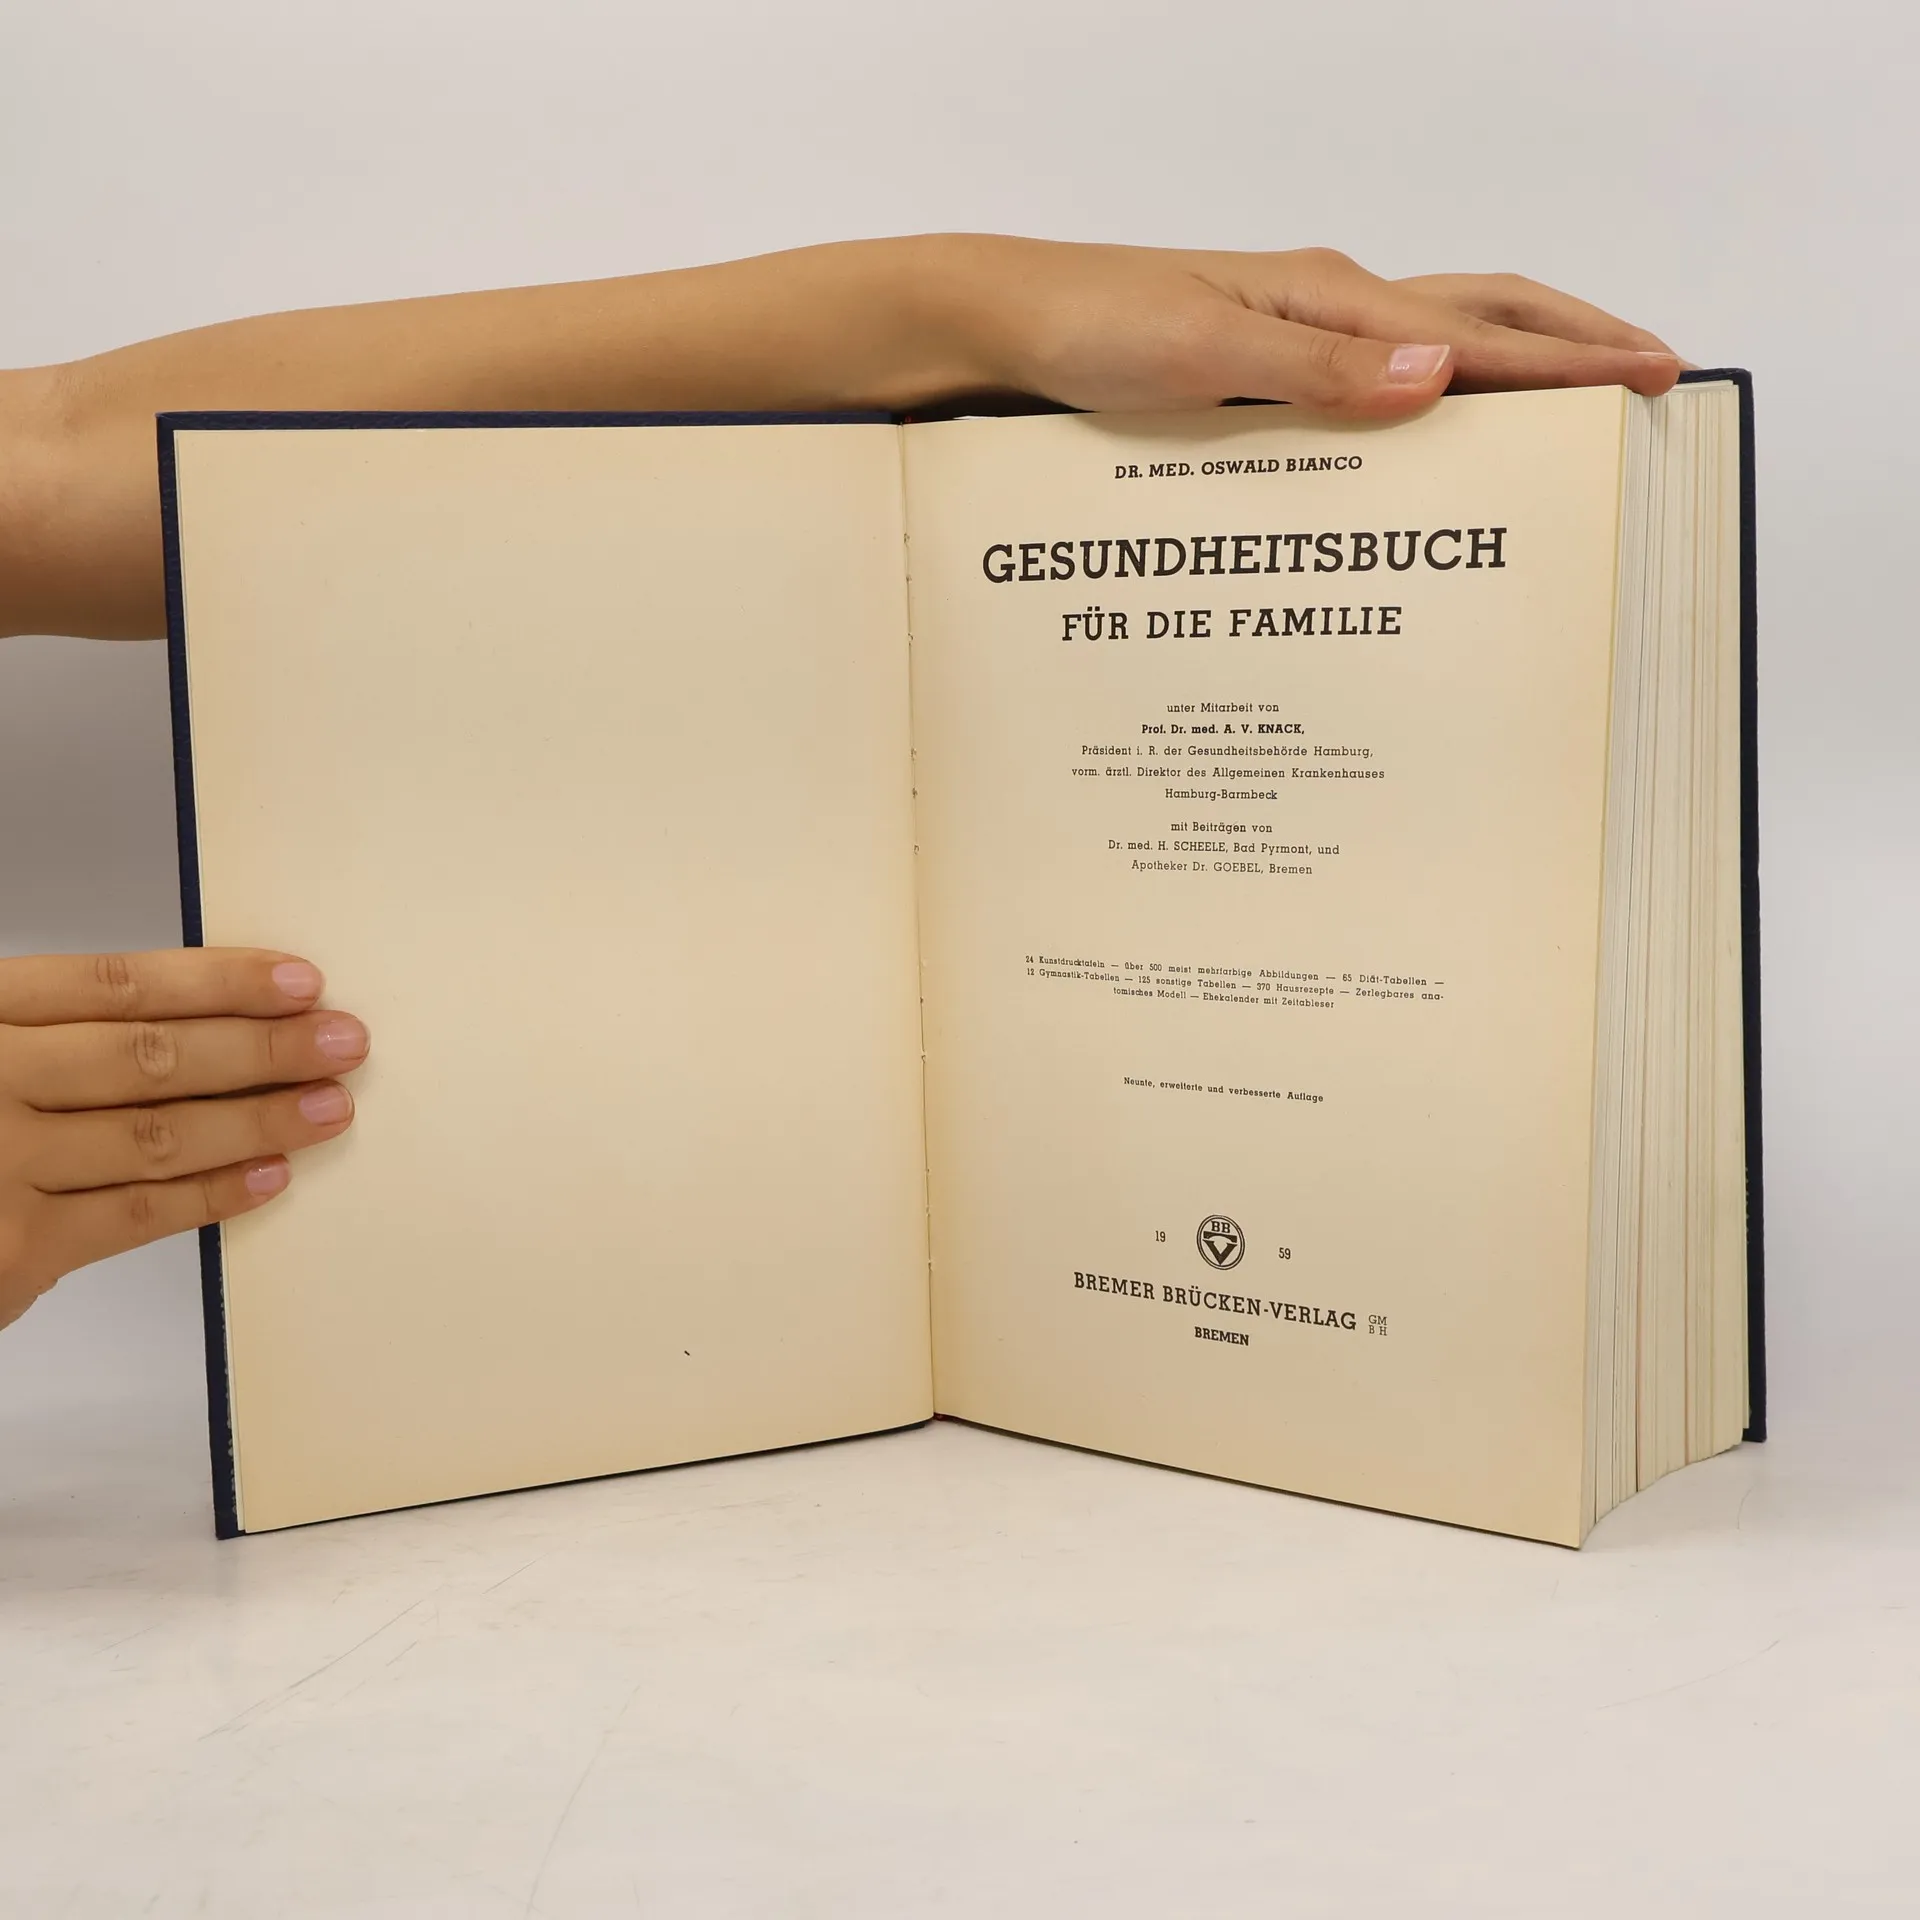 DR. MED. OSWALD BIANCO
GESUNDHEITSBUCH
FÜR DIE FAMILIE
unter Mitarbeit von
Prof. Dr. med. A. V. KNACK,
Präsident i. R. der Gesundheitsbehörde Hamburg,
vorm. ärztl. Direktor des Allgemeinen Krankenhauses
Hamburg-Barmbeck
mit Beiträgen von
Dr. med. H. SCHEELE, Bad Pyrmont, und
Apotheker Dr. GOEBEL, Bremen
24 Kunstdrucktafeln — über 500 meist mehrfarbige Abbildungen — 65 Diät-Tabellen —
12 Gymnastik-Tabellen — 125 sonstige Tabellen — 370 Hausrezepte — Zerlegbares ana-
tomisches Modell — Ehekalender mit Zeitableser
Neunte, erweiterte und verbesserte Auflage
19 BB V 59
BREMER BRÜCKEN-VERLAG GM
BH
BREMEN